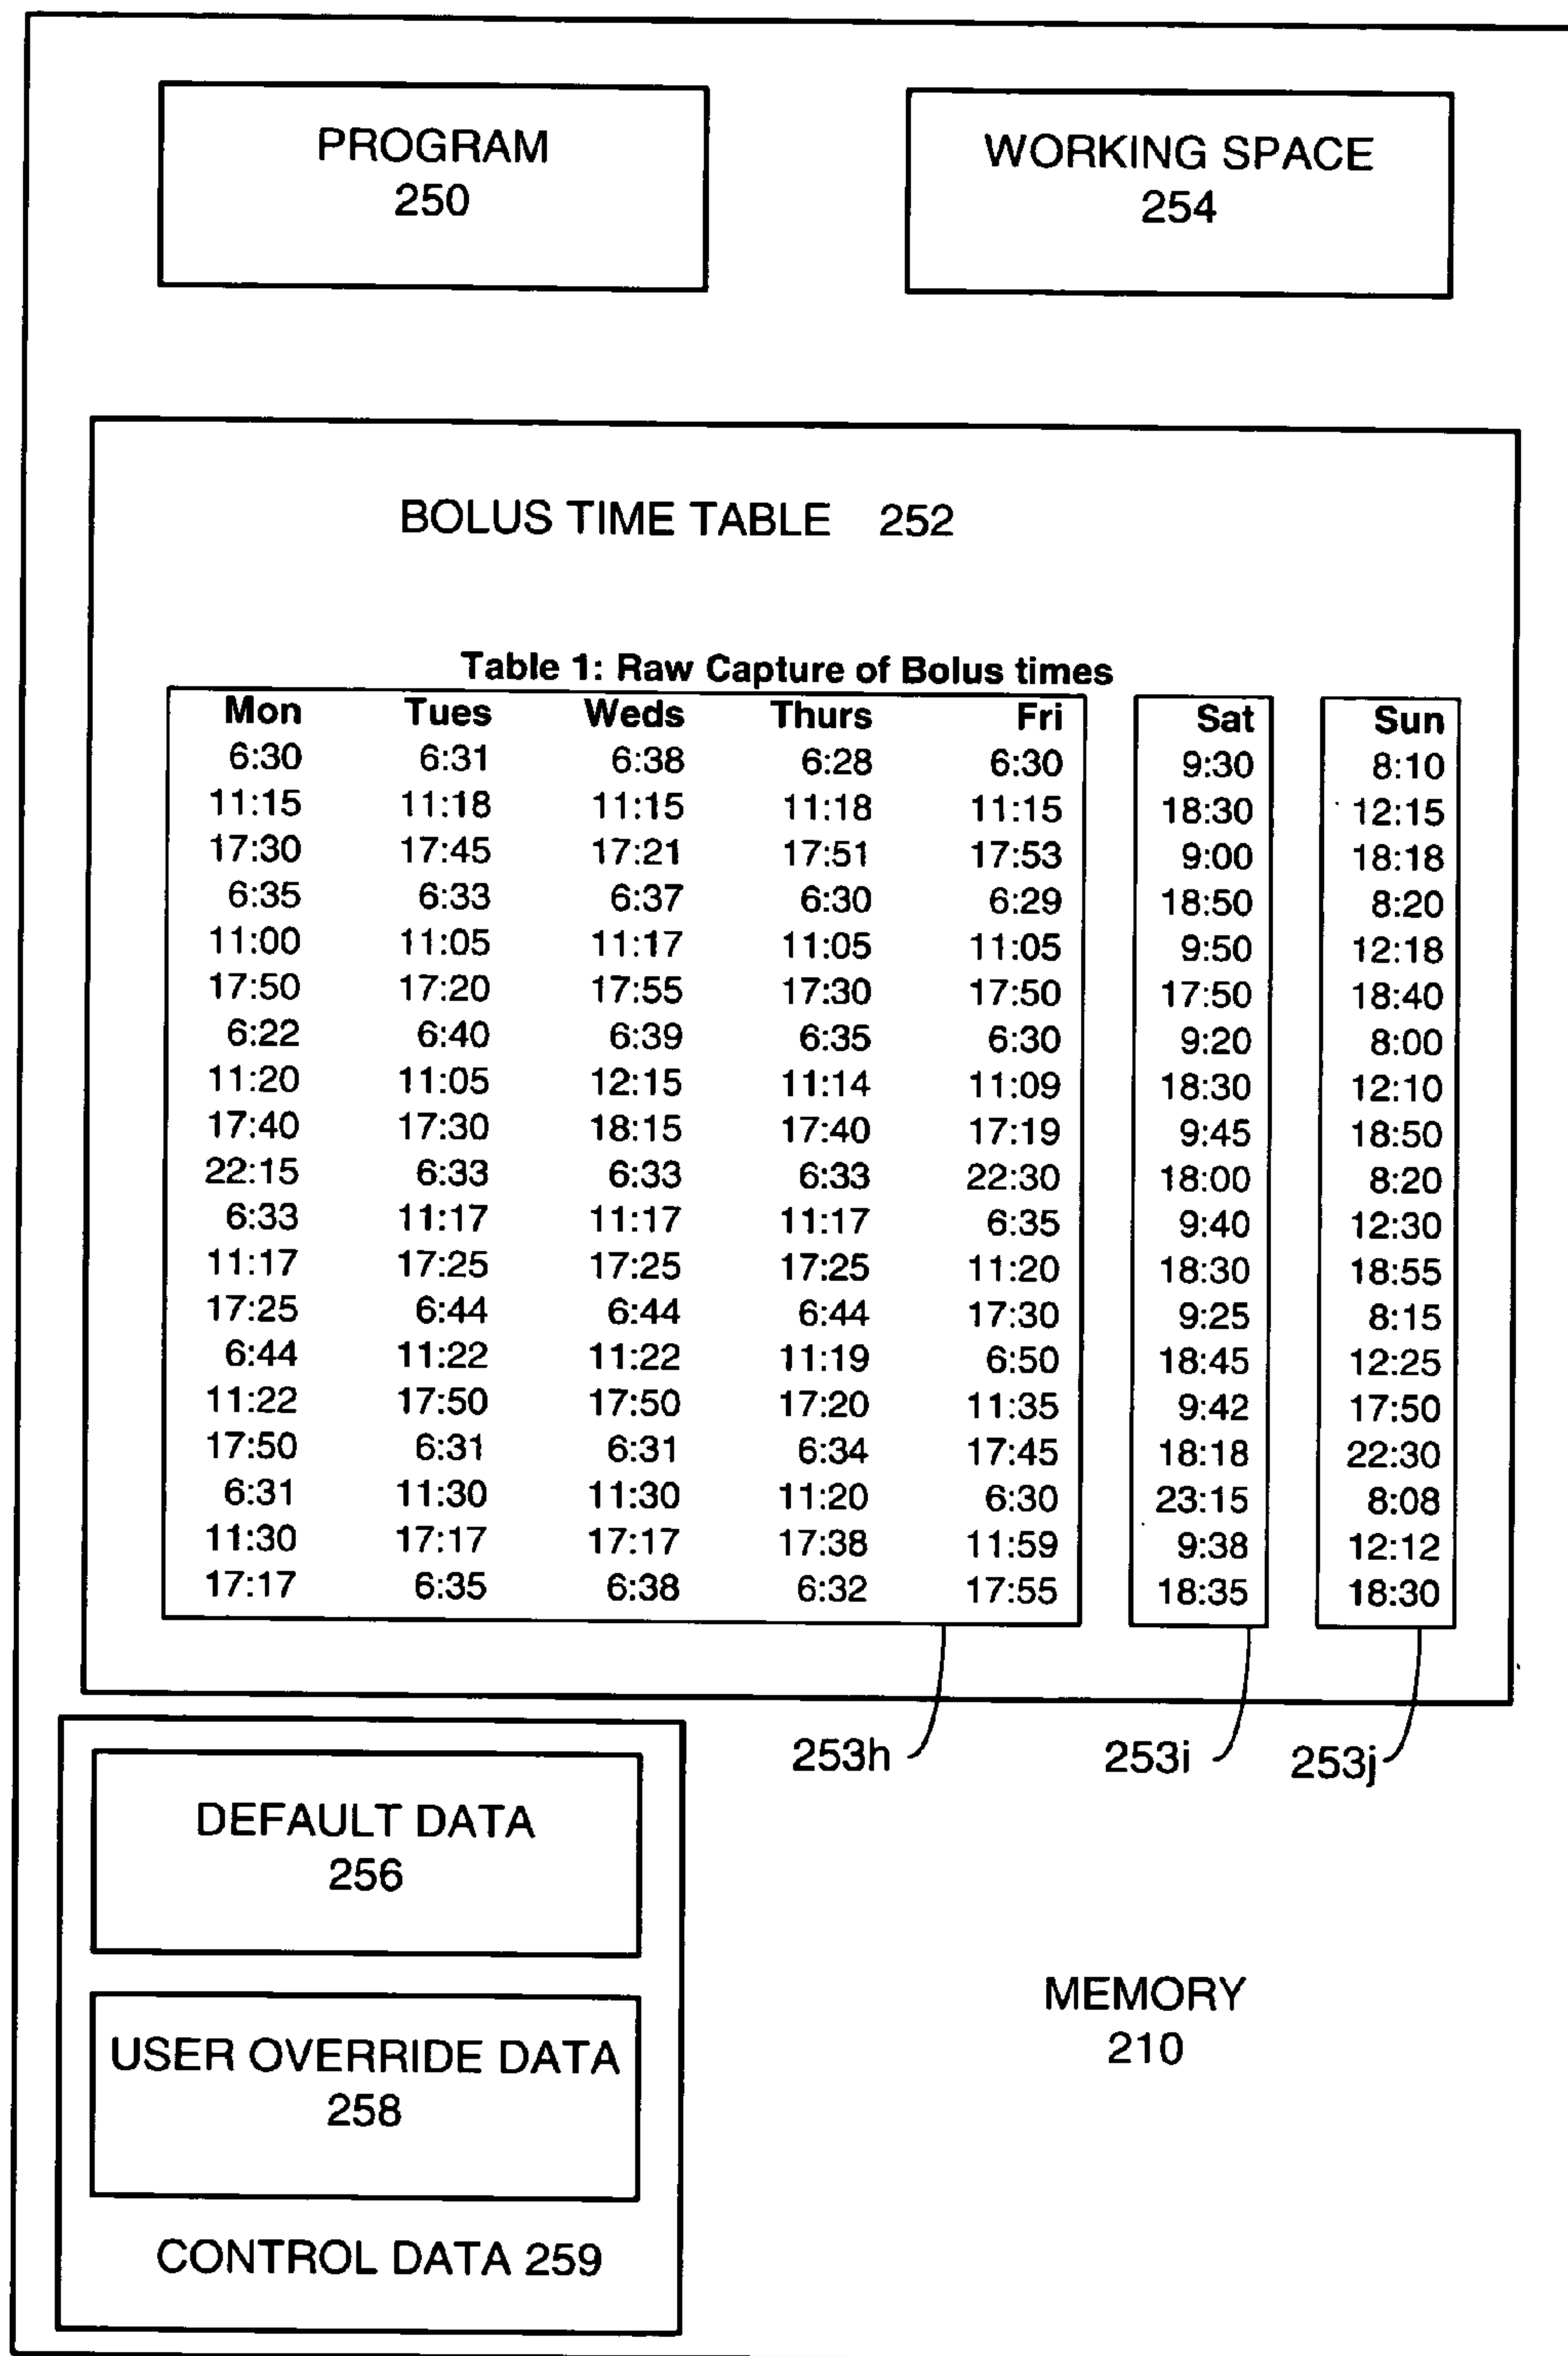 PROGRAM
250
WORKING SPACE
254
BOLUS TIME TABLE 252
Table 1: Raw Capture of Bolus times
Mon Tues Weds Thurs Fri Sat Sun
6:30 6:31 6:38 6:28 6:30 9:30 8:10
11:15 11:18 11:15 11:18 11:15 18:30 12:15
17:30 17:45 17:21 17:51 17:53 9:00 18:18
6:35 6:33 6:37 6:30 6:29 18:50 8:20
11:00 11:05 11:17 11:05 11:05 9:50 12:18
17:50 17:20 17:55 17:30 17:50 17:50 18:40
6:22 6:40 6:39 6:35 6:30 9:20 8:00
11:20 11:05 12:15 11:14 11:09 18:30 12:10
17:40 17:30 18:15 17:40 17:19 9:45 18:50
22:15 6:33 6:33 6:33 22:30 18:00 8:20
6:33 11:17 11:17 11:17 6:35 9:40 12:30
11:17 17:25 17:25 17:25 11:20 18:30 18:55
17:25 6:44 6:44 6:44 17:30 9:25 8:15
6:44 11:22 11:22 11:19 6:50 18:45 12:25
11:22 17:50 17:50 17:20 11:35 9:42 17:50
17:50 6:31 6:31 6:34 17:45 18:18 22:30
6:31 11:30 11:30 11:20 6:30 23:15 8:08
11:30 17:17 17:17 17:38 11:59 9:38 12:12
17:17 6:35 6:38 6:32 17:55 18:35 18:30
253h 253i 253j
DEFAULT DATA
256
USER OVERRIDE DATA
258
CONTROL DATA 259
MEMORY
210